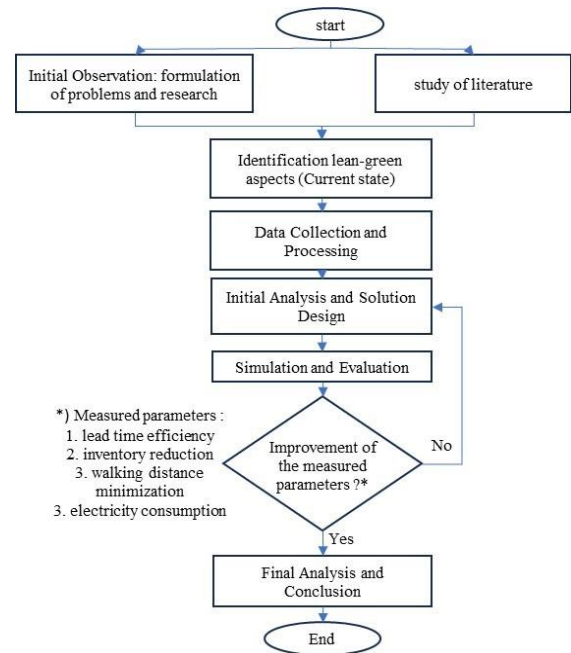 start
Initial Observation: formulation
of problems and research
study of literature
Identification lean-green
aspects (Current state)
Data Collection and
Processing
Initial Analysis and Solution
Design
Simulation and Evaluation
*) Measured parameters :
1. lead time efficiency
2. inventory reduction
3. walking distance
minimization
3. electricity consumption
Improvement of
the measured
parameters ?*
No
Yes
Final Analysis and
Conclusion
End